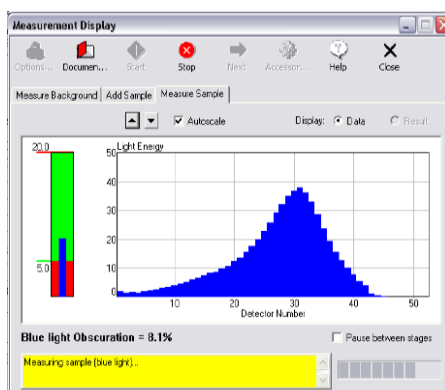 Measurement Display
Options... Documen... Start Stop Next Accessor... Help Close
Measure Background Add Sample Measure Sample
Autoscale Display: Data Result
20.0
5.0
50 Light Energy
40
30
20
10
0
10 20 30 40 50
Detector Number
Blue light Obscuration = 8.1%
Pause between stages
Measuring sample (blue light)...